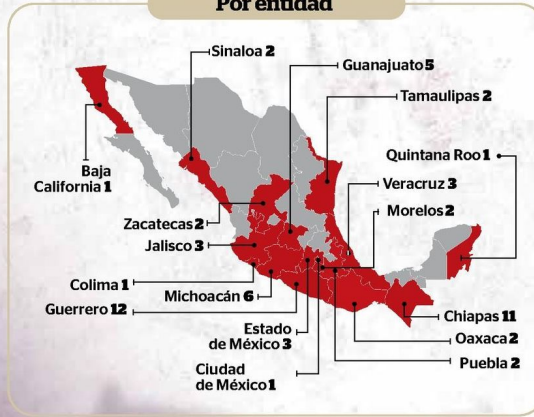 Por entidad
Sinaloa 2
Guanajuato 5
Tamaulipas 2
Quintana Roo 1
Baja
California 1
Veracruz 3
Morelos 2
Zacatecas 2
Jalisco 3
Colima 1
Michoacán 6
Guerrero 12
Chiapas 11
Estado
de México 3
Oaxaca 2
Puebla 2
Ciudad
de México 1